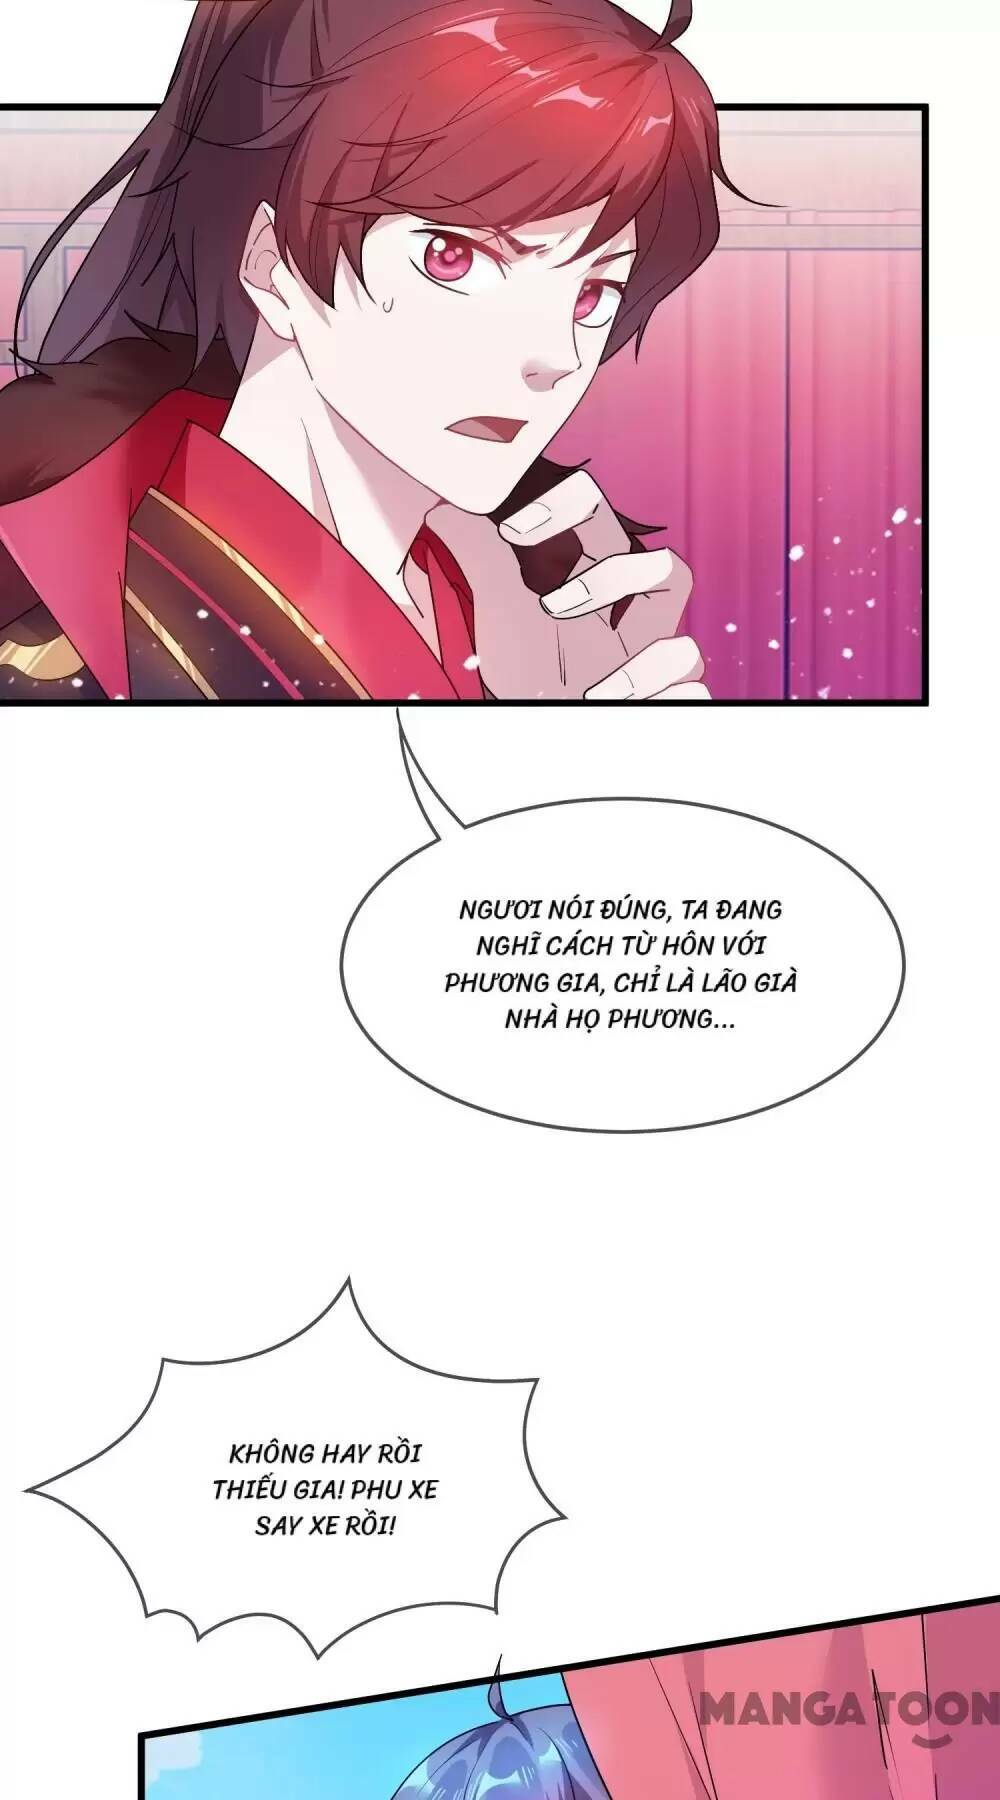 NGƯƠI NÓI ĐÚNG, TA ĐANG
NGHĨ CÁCH TỪ HÔN VỚI
PHƯƠNG GIA, CHỈ LÀ LÃO GIÀ
NHÀ HỌ PHƯƠNG...
KHÔNG HAY RỒI
THIẾU GIA! PHU XE
SAY XE RỒI!
MANGATOON